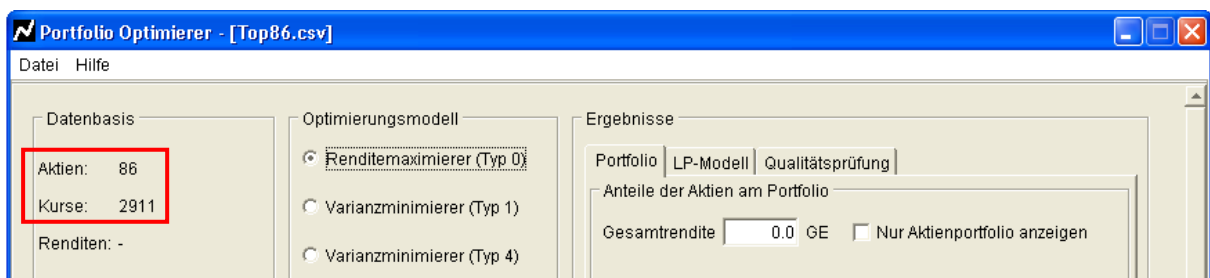 Portfolio Optimierer - [Top86.csv]
Datei Hilfe
Datenbasis
Aktien: 86
Kurse: 2911
Renditen: -
Optimierungsmodell
Renditemaximierer (Typ 0)
Varianzminimierer (Typ 1)
Varianzminimierer (Typ 4)
Ergebnisse
Portfolio LP-Modell Qualitätsprüfung
Anteile der Aktien am Portfolio
Gesamtrendite 0.0 GE Nur Aktienportfolio anzeigen